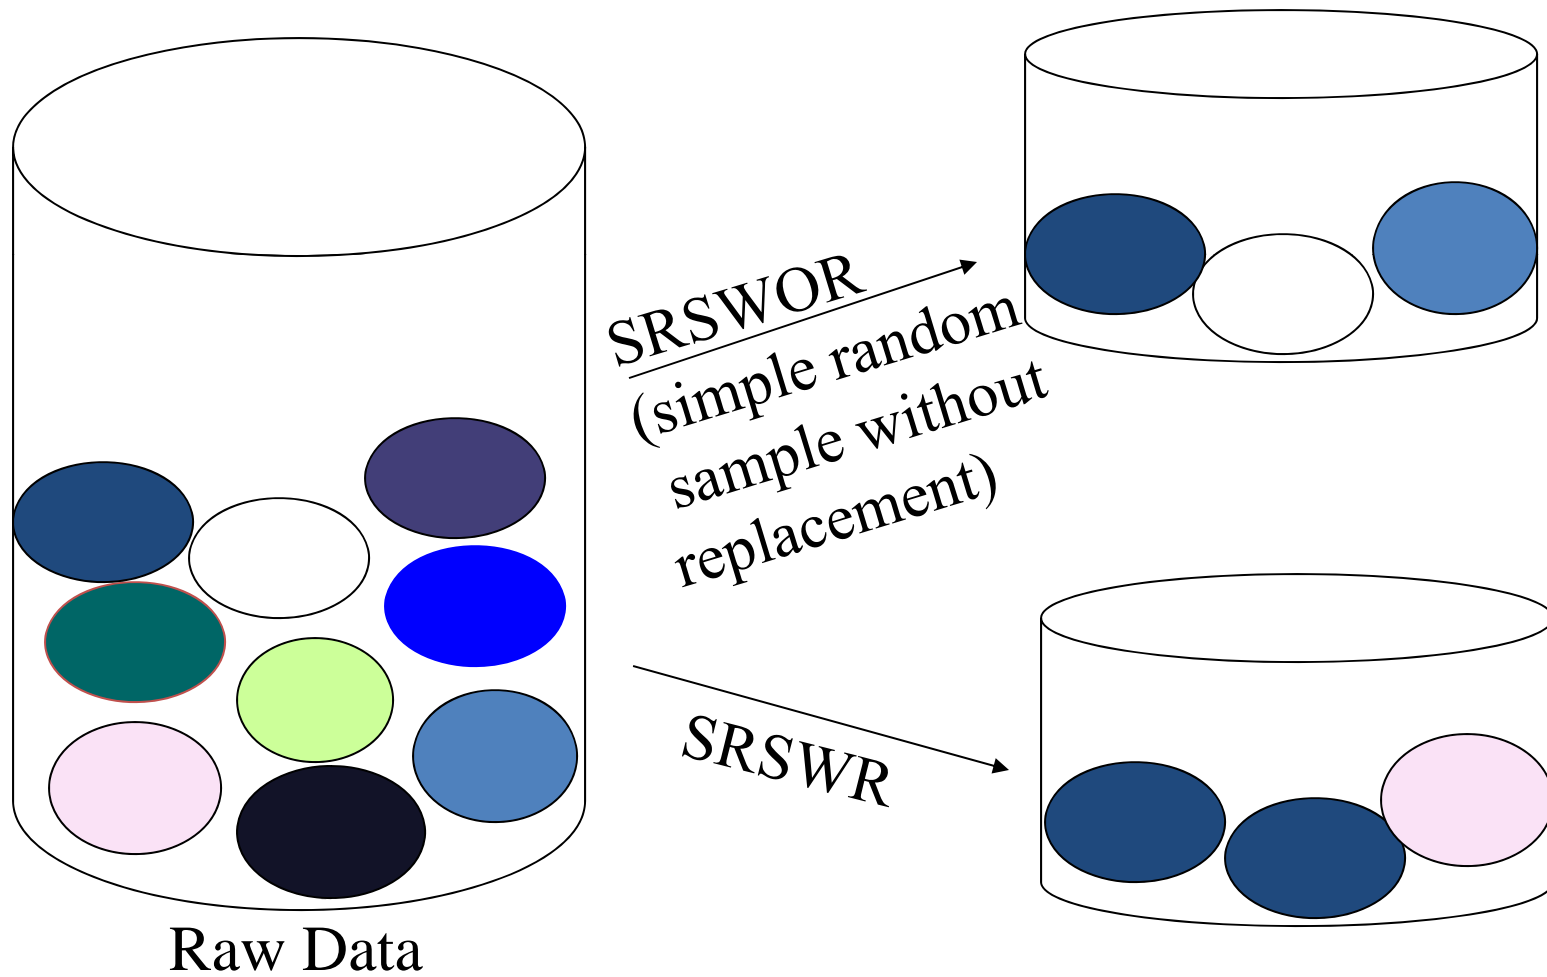 SRSWOR
(simple random
sample without
replacement)
SRSWR
Raw Data